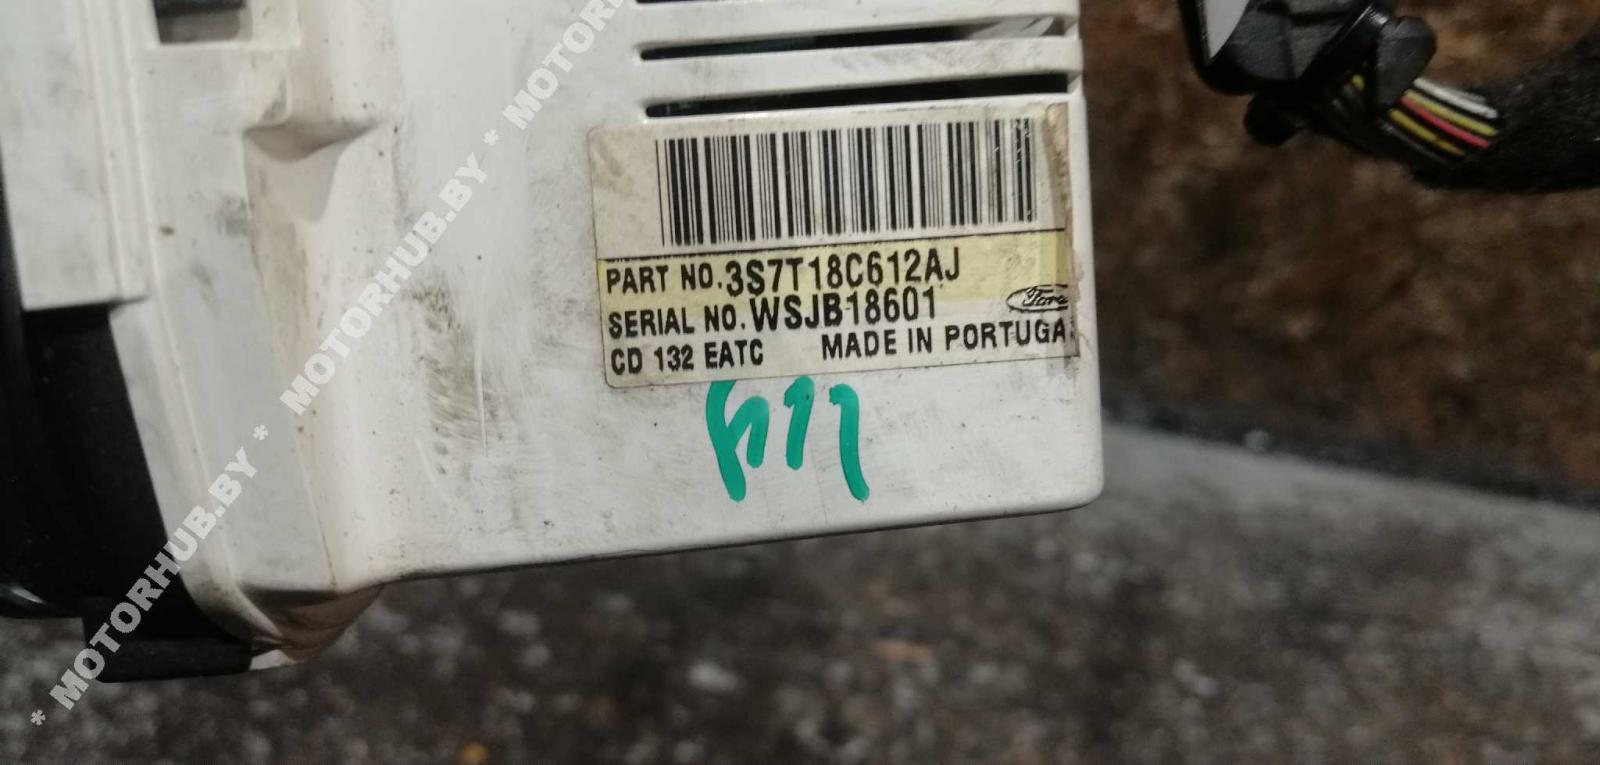 PART NO.3S7T18C612AJ
SERIAL NO.WSJB18601
Ford
CD 132 EATC MADE IN PORTUGA
* MOTORHUB.BY * MOTORHUB.BY * MOTORHUB.BY